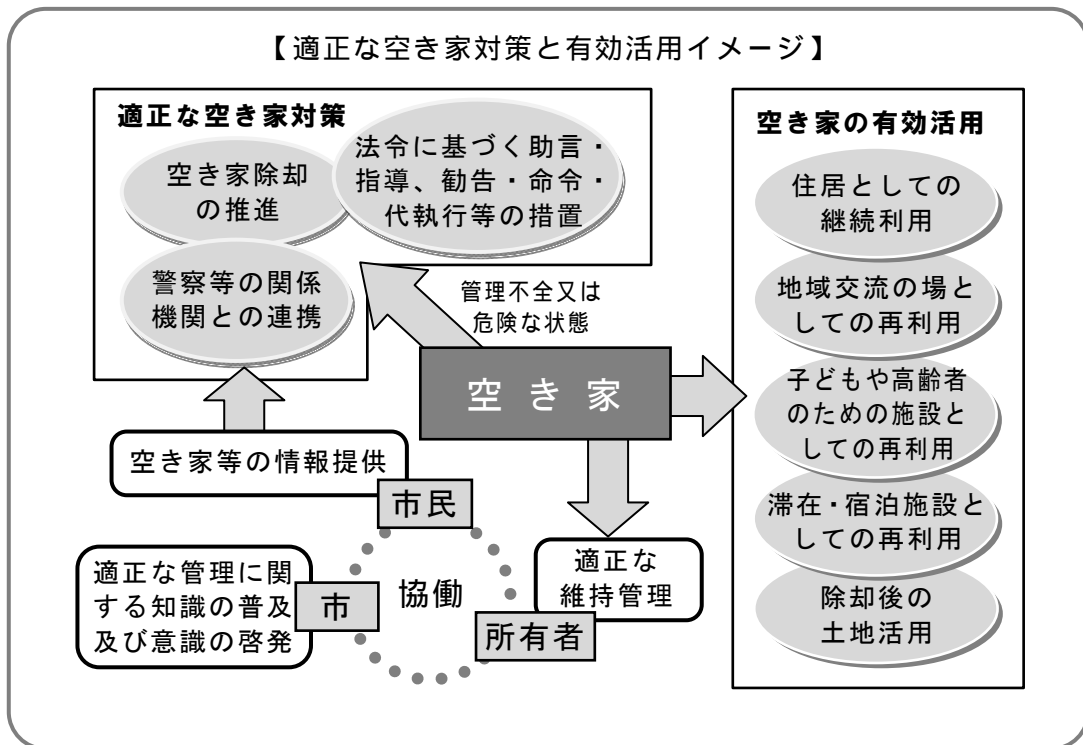 【適正な空き家対策と有効活用イメージ】
適正な空き家対策
空き家除却
の推進
法令に基づく助言・
指導、勧告・命令・
代執行等の措置
警察等の関係
機関との連携
管理不全又は
危険な状態
空き家
空き家等の情報提供
市民
適正な管理に関
する知識の普及
及び意識の啓発
市
協働
所有者
適正な
維持管理
空き家の有効活用
住居としての
継続利用
地域交流の場と
しての再利用
子どもや高齢者
のための施設と
しての再利用
滞在・宿泊施設と
しての再利用
除却後の
土地活用